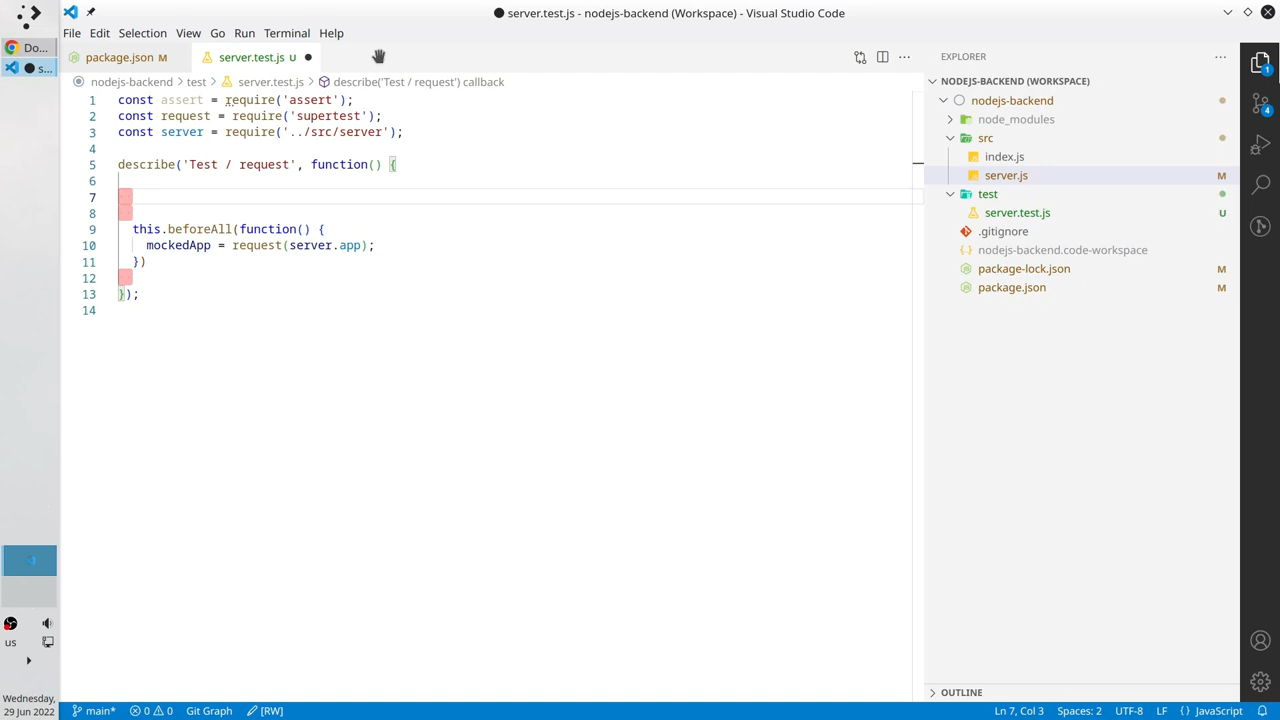 server.test.js - nodejs-backend (Workspace) - Visual Studio Code
File Edit Selection View Go Run Terminal Help
Do...
s...
package.json M
server.test.js U
EXPLORER
nodejs-backend > test > server.test.js > describe('Test / request') callback
NODEJS-BACKEND (WORKSPACE)
nodejs-backend
node_modules
src
index.js
server.js M
test
server.test.js U
.gitignore
nodejs-backend.code-workspace
package-lock.json M
package.json M
OUTLINE
1 const assert = require('assert');
2 const request = require('supertest');
3 const server = require('../src/server');
4
5 describe('Test / request', function() {
6
7
8
9 this.beforeAll(function() {
10 mockedApp = request(server.app);
11 })
12
13 });
14
1
4
us
Wednesday,
29 Jun 2022
main* 0 0 Git Graph [RW]
Ln 7, Col 3 Spaces: 2 UTF-8 LF {} JavaScript